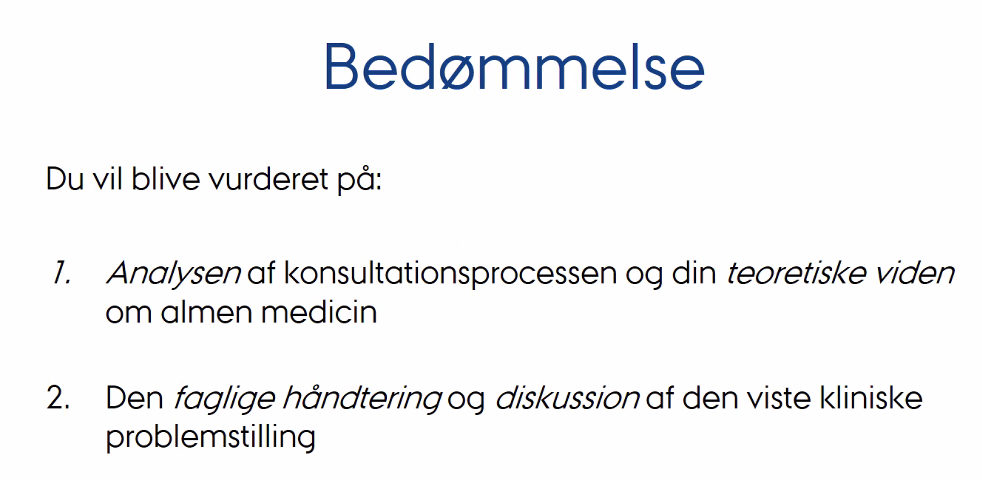 Bedømmelse
Du vil blive vurderet på:
1. Analysen af konsultationsprocessen og din teoretiske viden
om almen medicin
2. Den faglige håndtering og diskussion af den viste kliniske
problemstilling